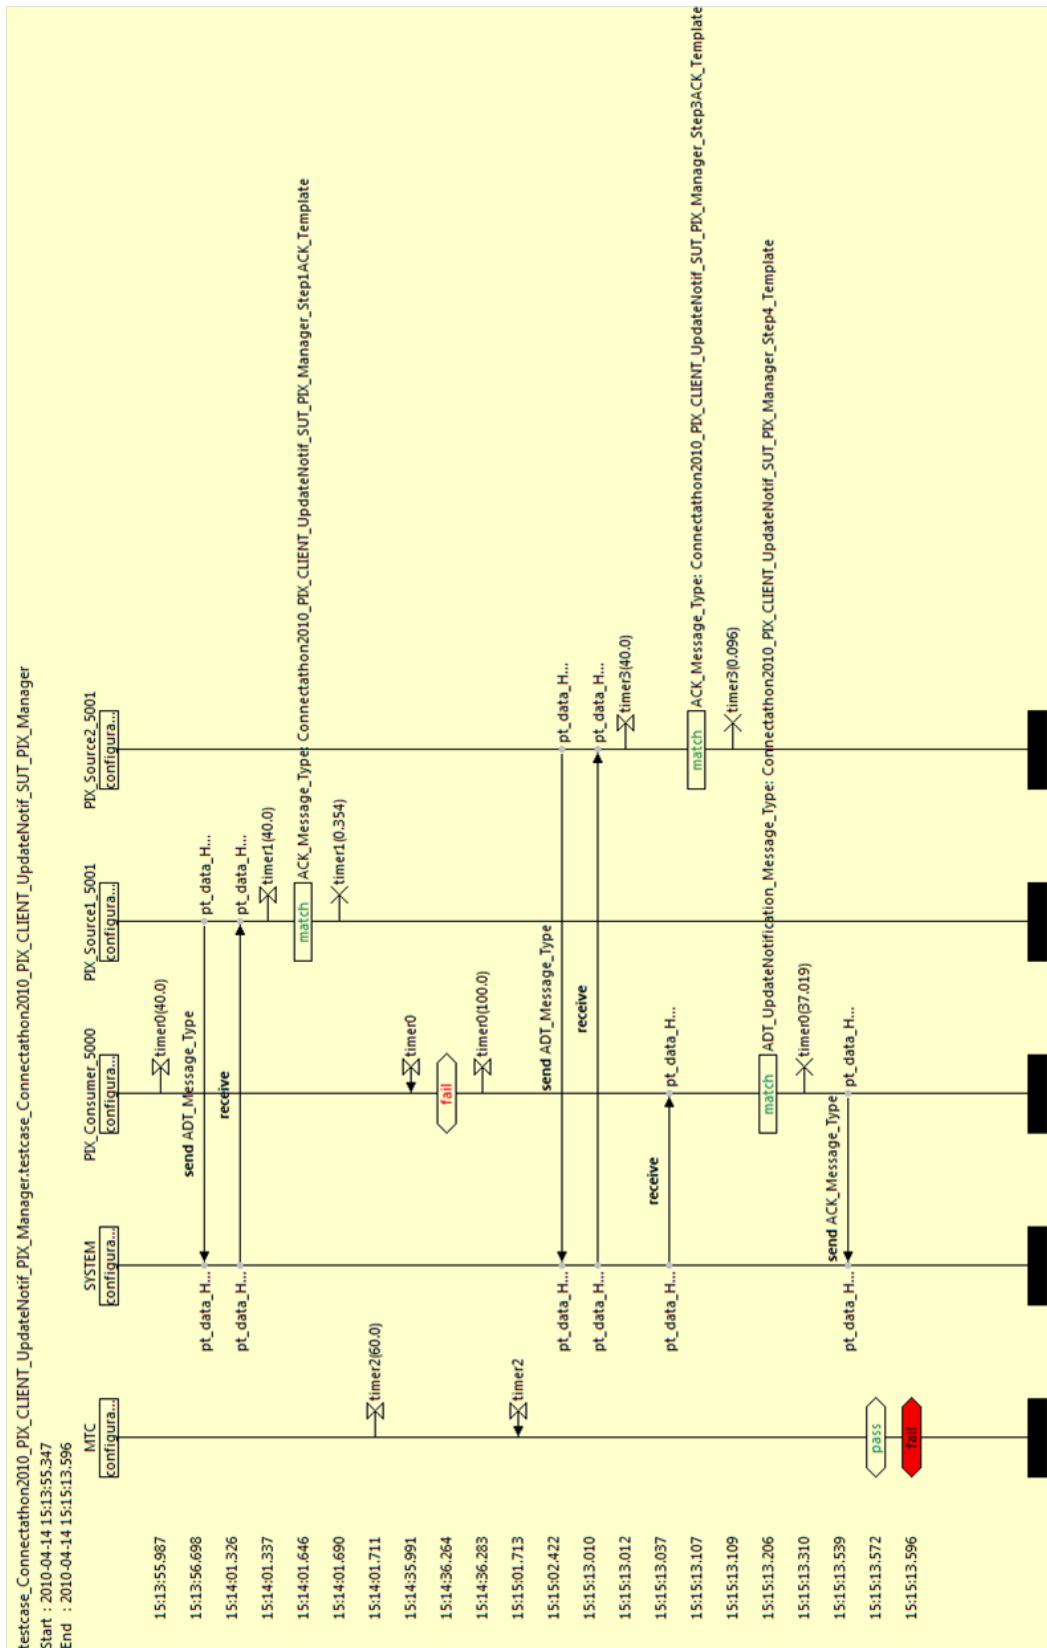 testcase_Connectathon2010_PIX_CLIENT_UpdateNotif_PIX_Manager.testcase_Connectathon2010_PIX_CLIENT_UpdateNotif_SUT_PIX_Manager
Start : 2010-04-14 15:13:55.347
End : 2010-04-14 15:15:13.596
MTC SYSTEM PIX_Consumer_5000 PIX_Source1_5001 PIX_Source2_5001
configura... configura... configura... configura... configura...
15:13:55.987 timer0(40.0)
send ADT_Message_Type
15:13:56.698 pt_data_H... pt_data_H...
receive
15:14:01.326 pt_data_H... pt_data_H...
15:14:01.337 timer1(40.0)
15:14:01.646 match ACK_Message_Type: Connectathon2010_PIX_CLIENT_UpdateNotif_SUT_PIX_Manager_Step1ACK_Template
15:14:01.690 timer1(0.354)
15:14:01.711 timer2(60.0)
15:14:35.991 timer0
15:14:36.264 fail
15:14:36.283 timer0(100.0)
15:15:01.713 timer2
send ADT_Message_Type
15:15:02.422 pt_data_H... pt_data_H...
receive
15:15:13.010 pt_data_H... pt_data_H...
15:15:13.012 timer3(40.0)
receive
15:15:13.037 pt_data_H... pt_data_H...
15:15:13.107 match ACK_Message_Type: Connectathon2010_PIX_CLIENT_UpdateNotif_SUT_PIX_Manager_Step3ACK_Template
15:15:13.109 timer3(0.096)
15:15:13.206 match ADT_UpdateNotification_Message_Type: Connectathon2010_PIX_CLIENT_UpdateNotif_SUT_PIX_Manager_Step4_Template
15:15:13.310 timer0(37.019)
send ACK_Message_Type
15:15:13.539 pt_data_H... pt_data_H...
15:15:13.572 pass
15:15:13.596 fail